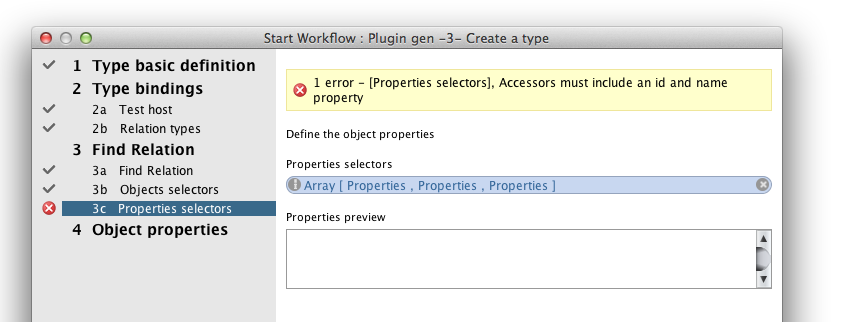 Start Workflow : Plugin gen -3- Create a type
1 Type basic definition
2 Type bindings
2a Test host
2b Relation types
3 Find Relation
3a Find Relation
3b Objects selectors
3c Properties selectors
4 Object properties
1 error - [Properties selectors], Accessors must include an id and name
property
Define the object properties
Properties selectors
Array [ Properties , Properties , Properties ]
Properties preview